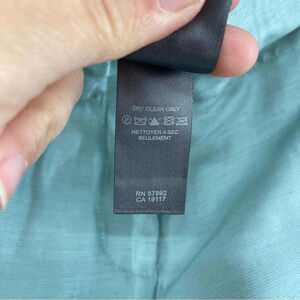 DRY CLEAN ONLY
P
NETTOYER A SEC
SEULEMENT
RN 57992
CA 19117